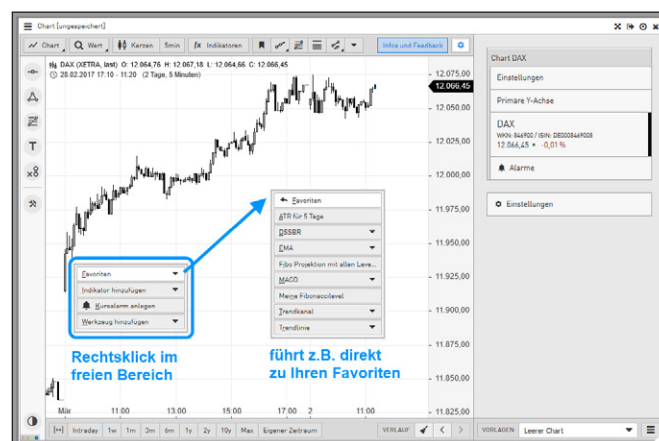 Chart [ungespeichert]
Chart
Wert
Kerzen
5min
fx Indikatoren
Infos und Feedback
DAX (XETRA, last) O: 12.064,76 H: 12.067,18 L: 12.064,66 C: 12.066,45
28.02.2017 17.10 - 11:20 (2 Tage, 5 Minuten)
12.075,00
12.066,45
12.050,00
12.025,00
12.000,00
11.975,00
11.950,00
11.925,00
11.900,00
11.875,00
11.850,00
11.825,00
Favoriten
Indikator hinzufügen
Kursalarm anlegen
Werkzeug hinzufügen
Rechtsklick im
freien Bereich
Favoriten
ATR für 5 Tage
DSSBR
EMA
Fibo Projektion mit allen Leve...
MACD
Meine Fibonaccilevel
Trendkanal
Trendlinie
führt z.B. direkt
zu Ihren Favoriten
Mär 11:00 13:00 15:00 17:00 2 11:00
Intraday 1w 1m 3m 6m 1y 2y 10y Max Eigener Zeitraum
VERLAUF
Chart DAX
Einstellungen
Primäre Y-Achse
DAX
WKN: 846900 / ISIN: DE0008469008
12.066,45 -0,01 %
Alarme
Einstellungen
VORLAGEN Leerer Chart